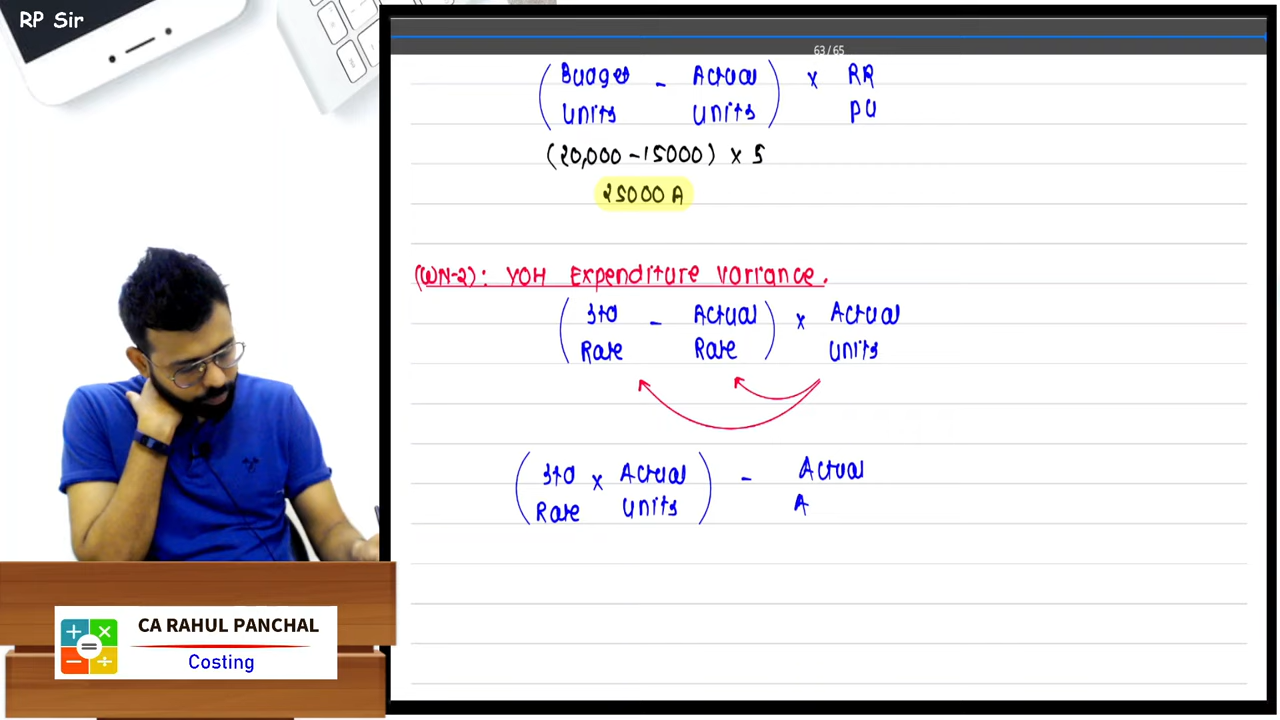 RP Sir
63/65
(Budget Units - Actual Units) × RR PU
(20,000 - 15000) × 5
25000 A
(WN-2): VOH Expenditure Variance.
(Std Rate - Actual Rate) × Actual Units
(Std Rate × Actual Units) - Actual A
CA RAHUL PANCHAL
Costing